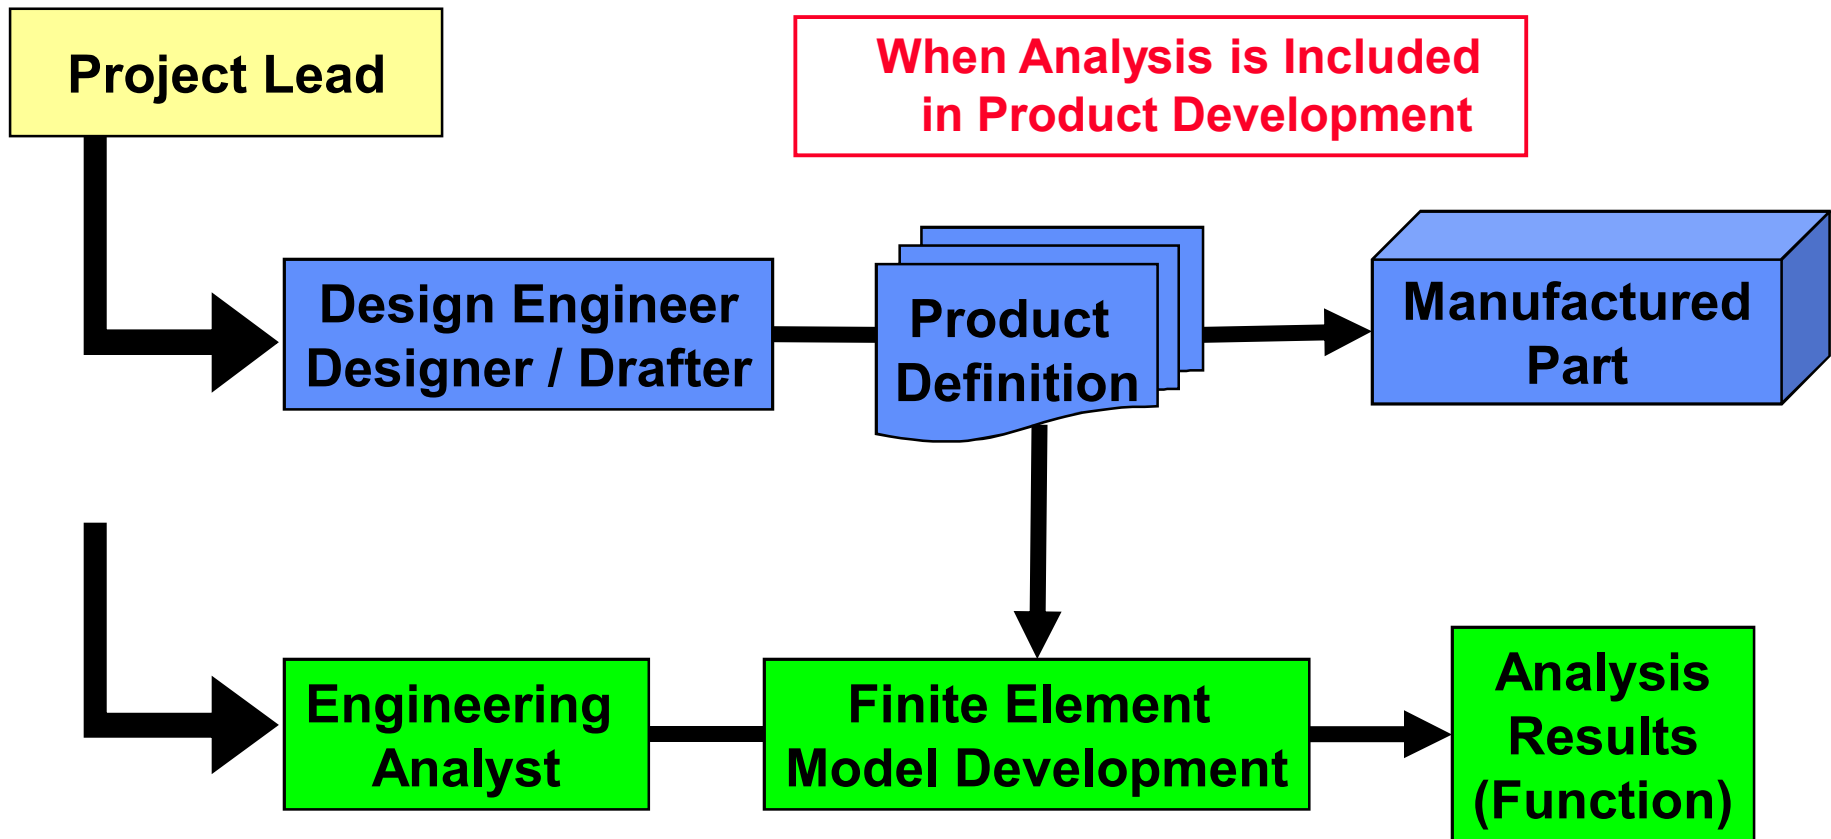 Project Lead
When Analysis is Included
in Product Development
Design Engineer
Designer / Drafter
Product
Definition
Manufactured
Part
Engineering
Analyst
Finite Element
Model Development
Analysis
Results
(Function)